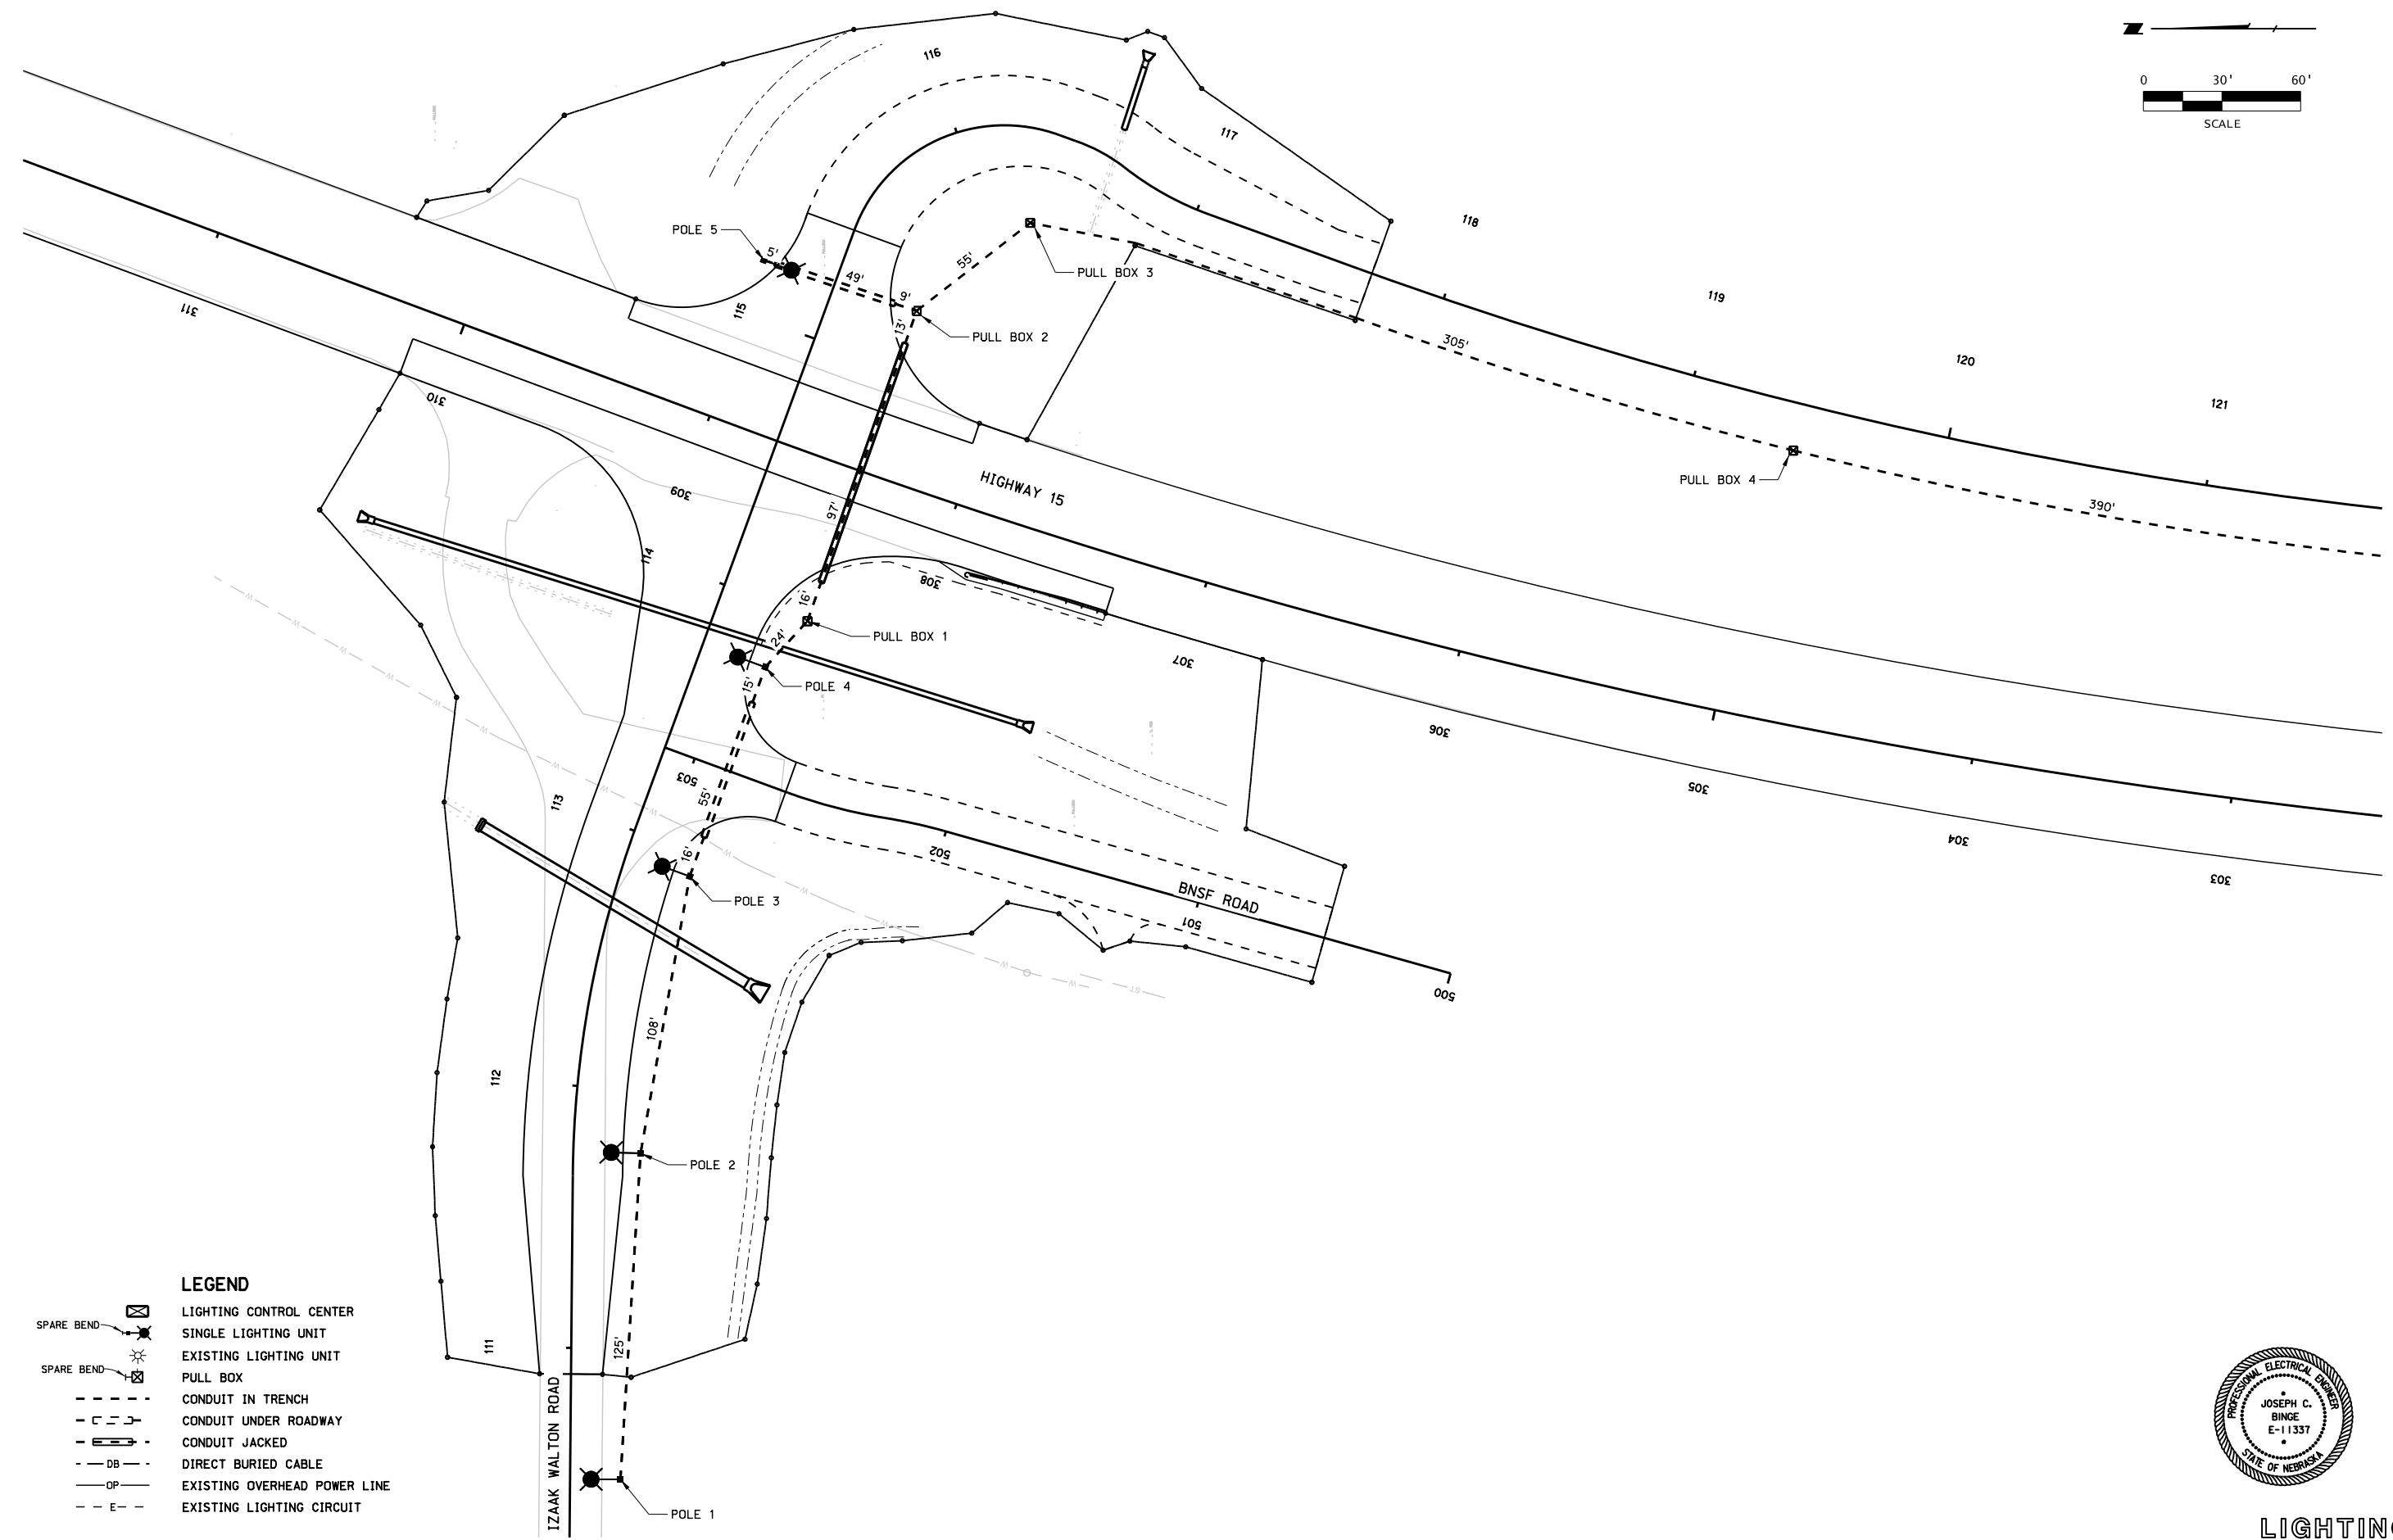 116
117
118
119
120
121
0 30' 60'
SCALE
POLE 5
5'
49'
9'
55'
13'
PULL BOX 3
PULL BOX 2
115
311
310
309
305'
PULL BOX 4
390'
HIGHWAY 15
97'
114
308
16'
PULL BOX 1
24'
15'
POLE 4
307
306
305
304
303
503
55'
113
502
BNSF ROAD
501
500
16'
POLE 3
W W W W W W W W W W W W
ST
108'
112
POLE 2
111
125'
IZAAK WALTON ROAD
POLE 1
LEGEND
LIGHTING CONTROL CENTER
SPARE BEND
SINGLE LIGHTING UNIT
EXISTING LIGHTING UNIT
SPARE BEND
PULL BOX
CONDUIT IN TRENCH
CONDUIT UNDER ROADWAY
CONDUIT JACKED
DB
DIRECT BURIED CABLE
OP
EXISTING OVERHEAD POWER LINE
E
EXISTING LIGHTING CIRCUIT
PROFESSIONAL ELECTRICAL ENGINEER
JOSEPH C.
BINGE
E-11337
STATE OF NEBRASKA
LIGHTING